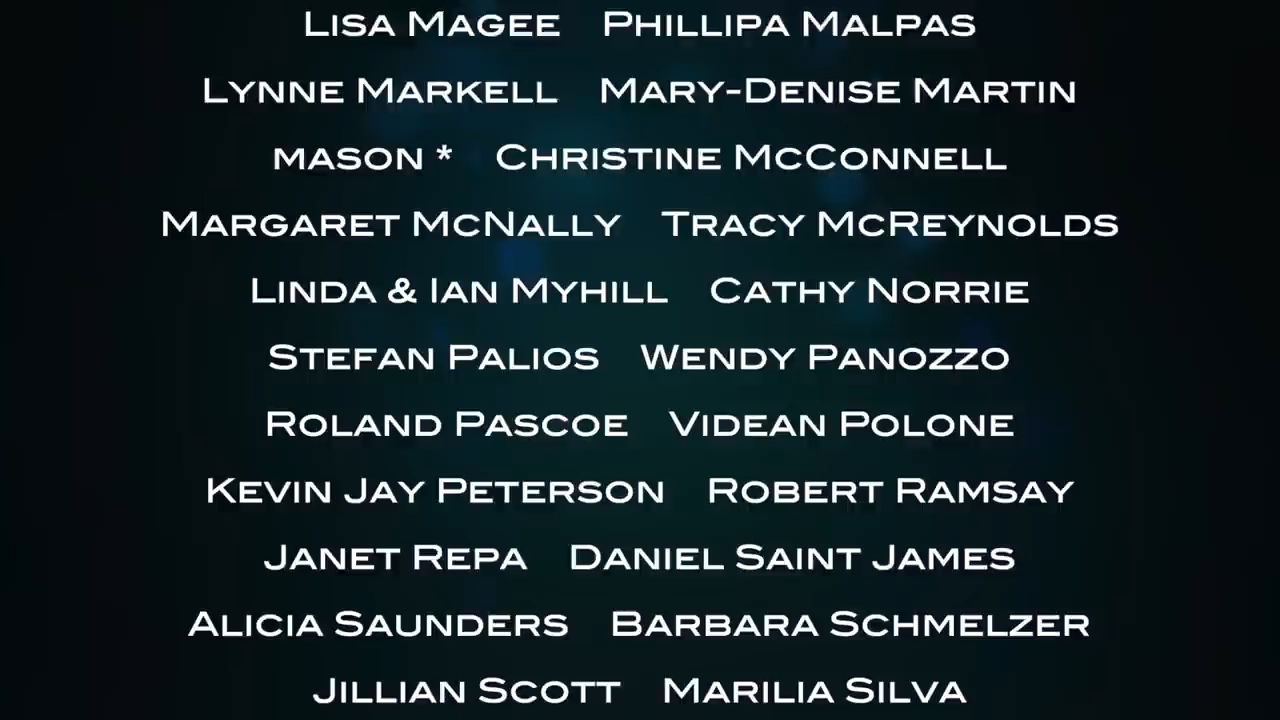 Lisa Magee Phillipa Malpas
Lynne Markell Mary-Denise Martin
mason * Christine McConnell
Margaret McNally Tracy McReynolds
Linda & Ian Myhill Cathy Norrie
Stefan Palios Wendy Panozzo
Roland Pascoe Videan Polone
Kevin Jay Peterson Robert Ramsay
Janet Repa Daniel Saint James
Alicia Saunders Barbara Schmelzer
Jillian Scott Marilia Silva